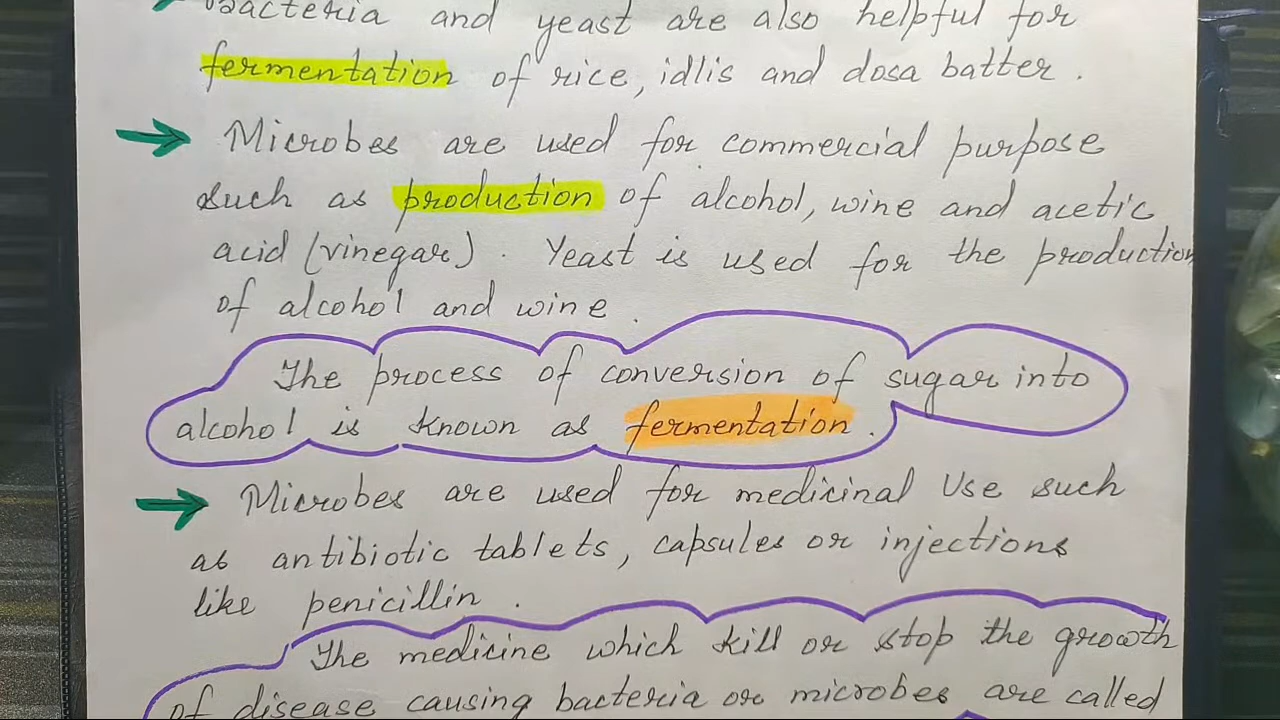 Bacteria and yeast are also helpful for
fermentation of rice, idlis and dosa batter.
Microbes are used for commercial purpose
such as production of alcohol, wine and acetic
acid (vinegar). Yeast is used for the production
of alcohol and wine.
The process of conversion of sugar into
alcohol is known as fermentation.
Microbes are used for medicinal Use such
as antibiotic tablets, capsules or injections
like penicillin.
The medicine which kill or stop the growth
of disease causing bacteria or microbes are called